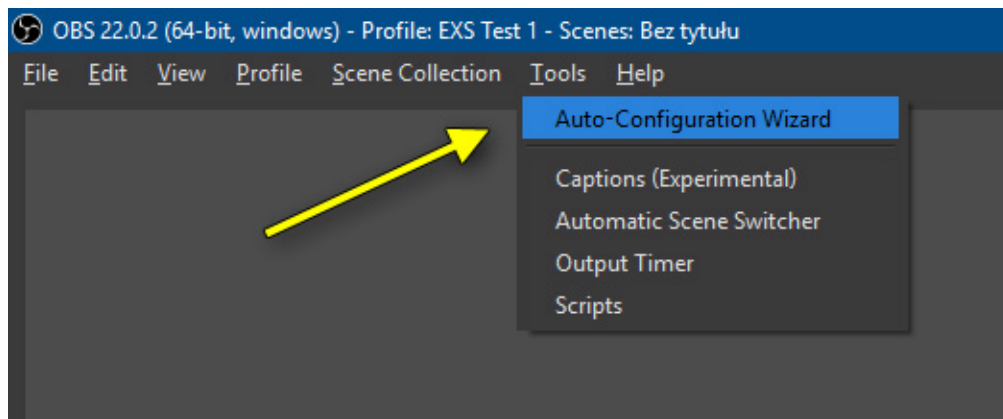 OBS 22.0.2 (64-bit, windows) - Profile: EXS Test 1 - Scenes: Bez tytułu
File Edit View Profile Scene Collection Tools Help
Auto-Configuration Wizard
Captions (Experimental)
Automatic Scene Switcher
Output Timer
Scripts